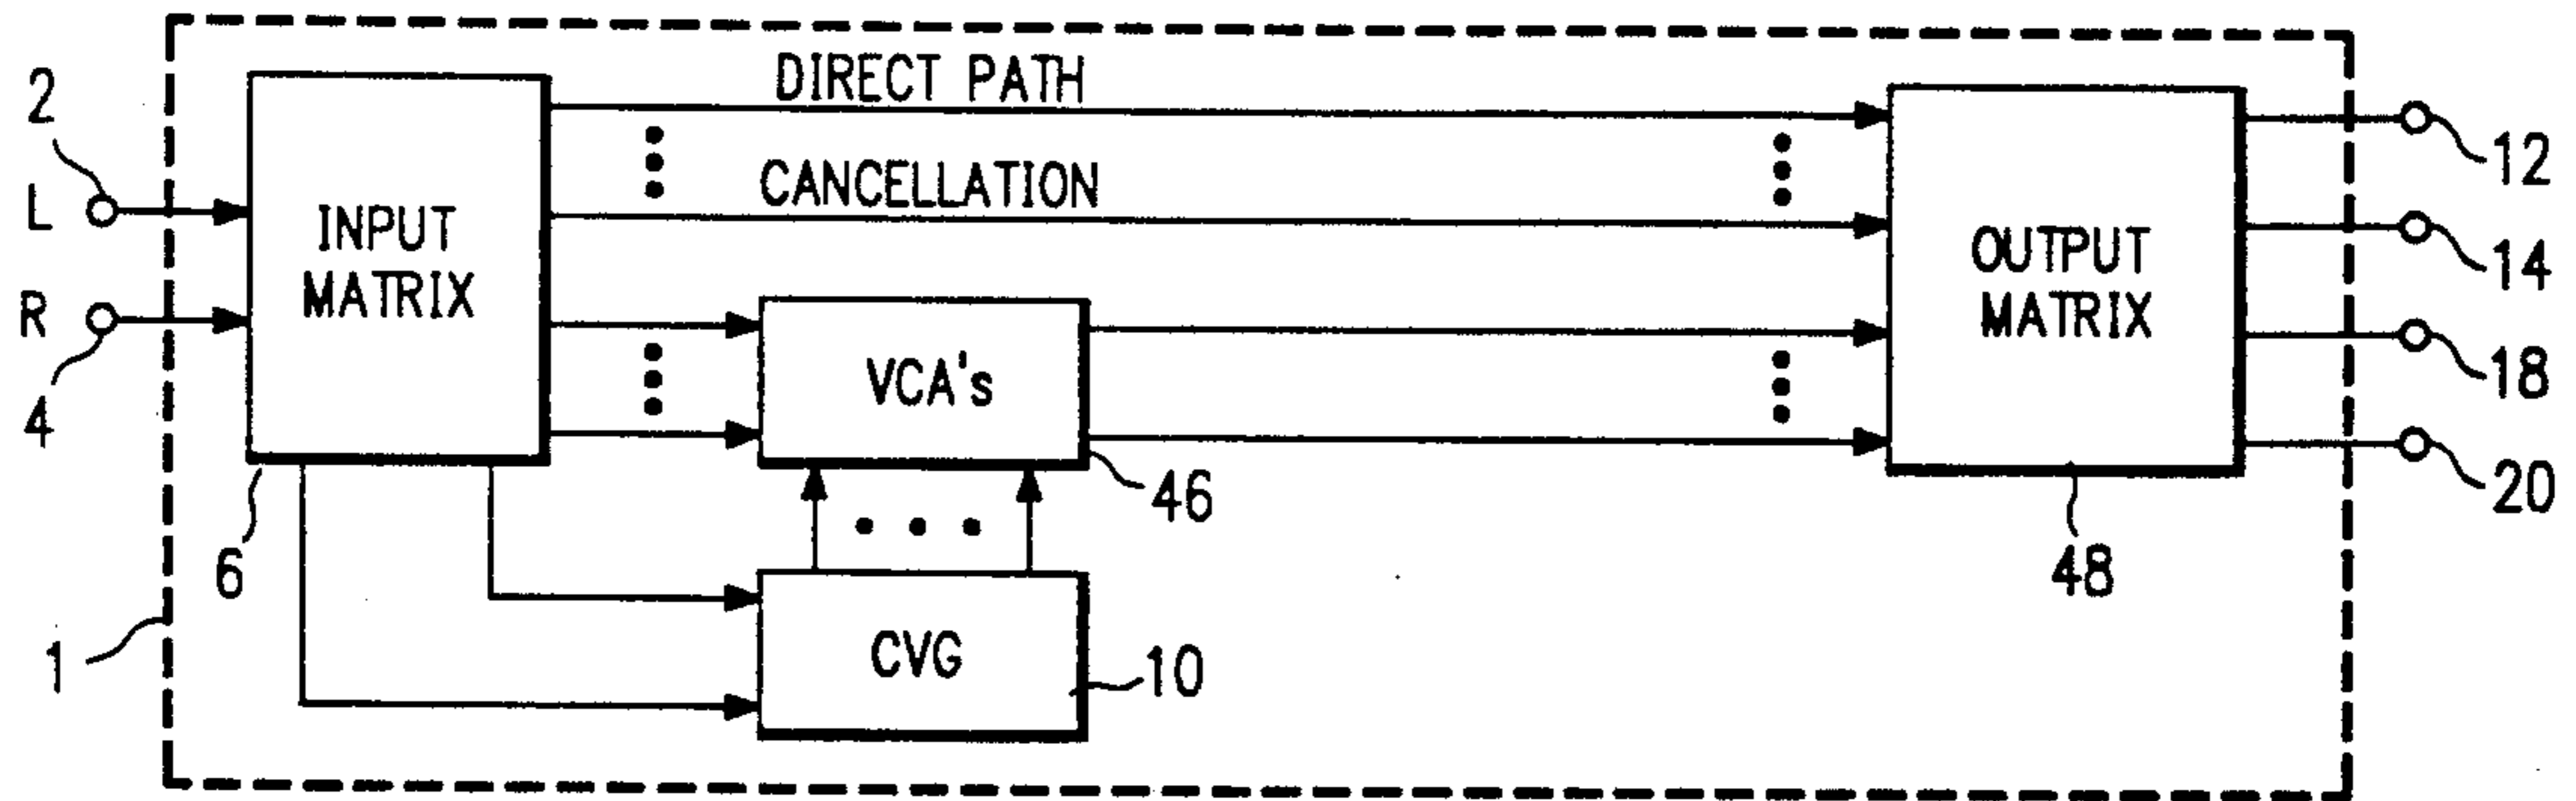 DIRECT PATH
CANCELLATION
2
L
R
4
INPUT
MATRIX
6
1
VCA's
46
CVG
10
OUTPUT
MATRIX
48
12
14
18
20